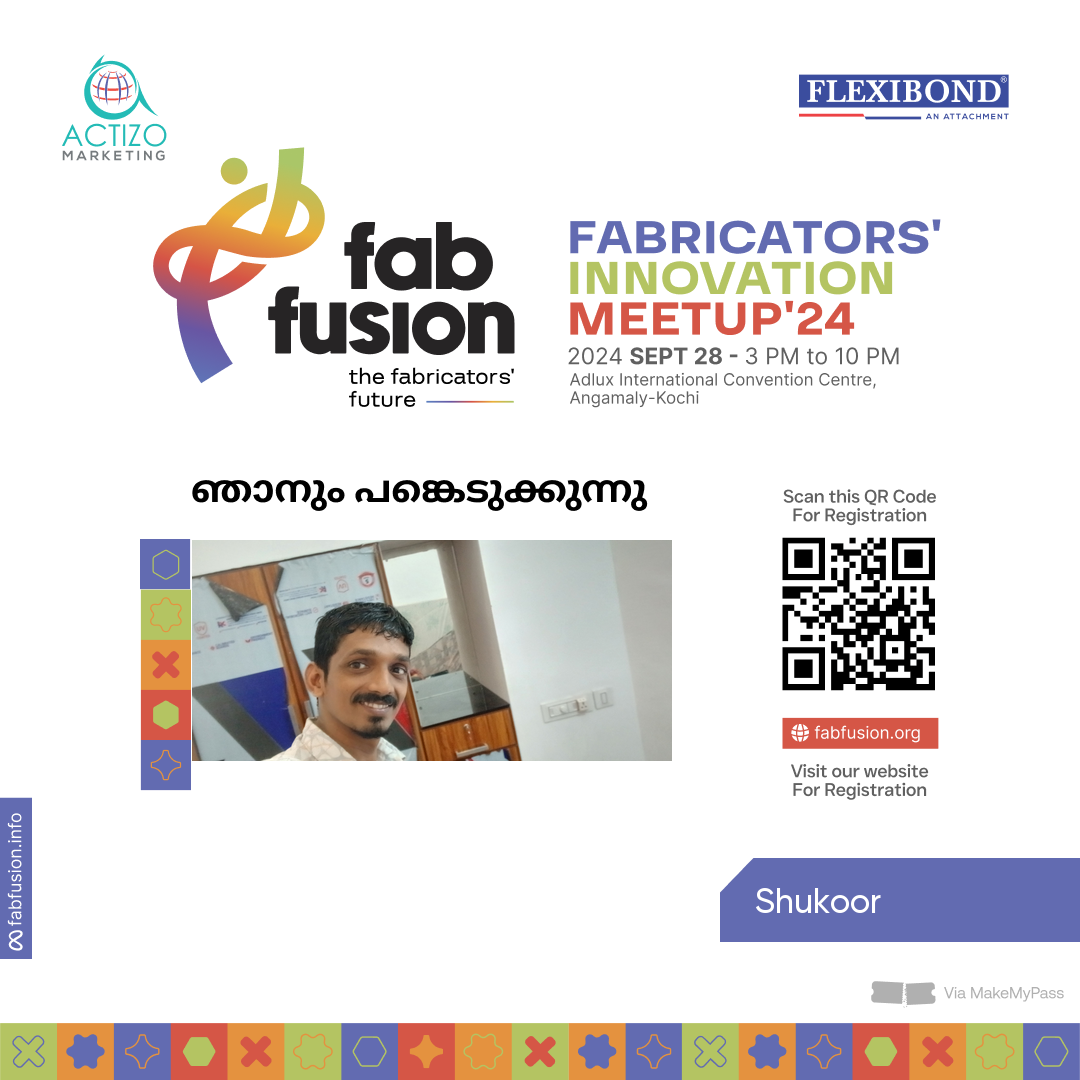 ACTIZO
MARKETING
FLEXIBOND®
AN ATTACHMENT
fab
fusion
the fabricators'
future
FABRICATORS'
INNOVATION
MEETUP'24
2024 SEPT 28 - 3 PM to 10 PM
Adlux International Convention Centre,
Angamaly-Kochi
ഞാനും പങ്കെടുക്കുന്നു
Scan this QR Code
For Registration
fabfusion.org
Visit our website
For Registration
fabfusion.info
Shukoor
Via MakeMyPass